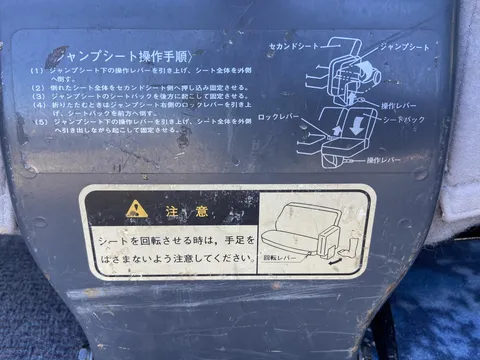 ジャンプシート操作手順〉
(1) ジャンプシート下の操作レバーを引き上げ、シート全体を外側
へ倒す。
(2) 倒れたシート全体をセカンドシート側へ押し込み固定させる。
(3) ジャンプシートのシートバックを後方に起こして固定させる。
(4) 折りたたむときはジャンプシート右側のロックレバーを引き上
げ、シートバックを前方へ倒す。
(5) ジャンプシート下の操作レバーを引き上げ、シート全体を外側
へ引き出しながら起こして固定させる。
セカンドシート
ジャンプシート
操作レバー
ロックレバー
シートバック
操作レバー
注意
シートを回転させる時は，手足を
はさまないよう注意してください。
回転レバー